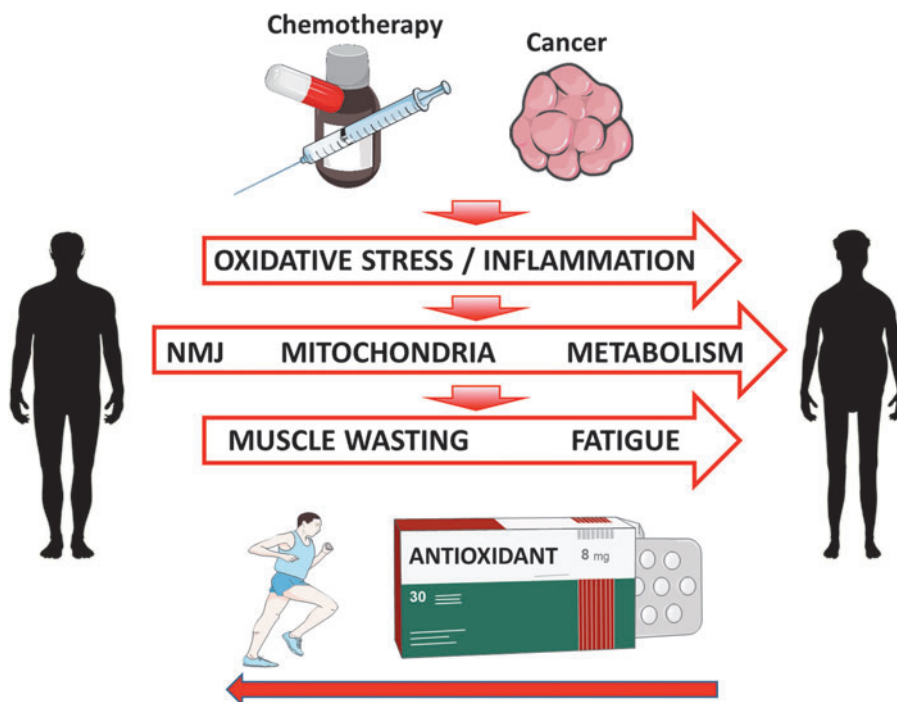 Chemotherapy
Cancer
OXIDATIVE STRESS / INFLAMMATION
NMJ MITOCHONDRIA METABOLISM
MUSCLE WASTING FATIGUE
ANTIOXIDANT 8 mg
30